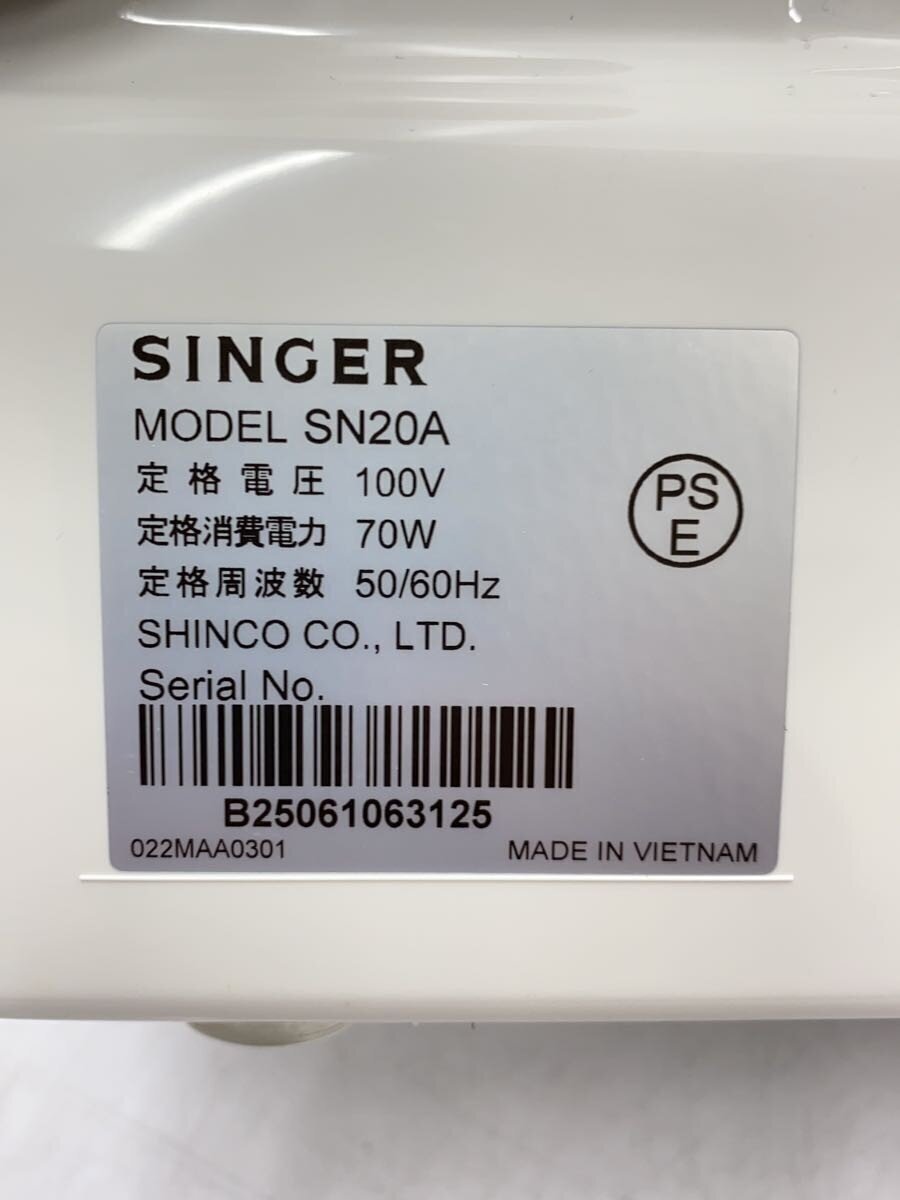 SINGER
MODEL SN20A
定格電圧 100V
定格消費電力 70W
定格周波数 50/60Hz
PS
E
SHINCO CO., LTD.
Serial No.
B25061063125
022MAA0301 MADE IN VIETNAM